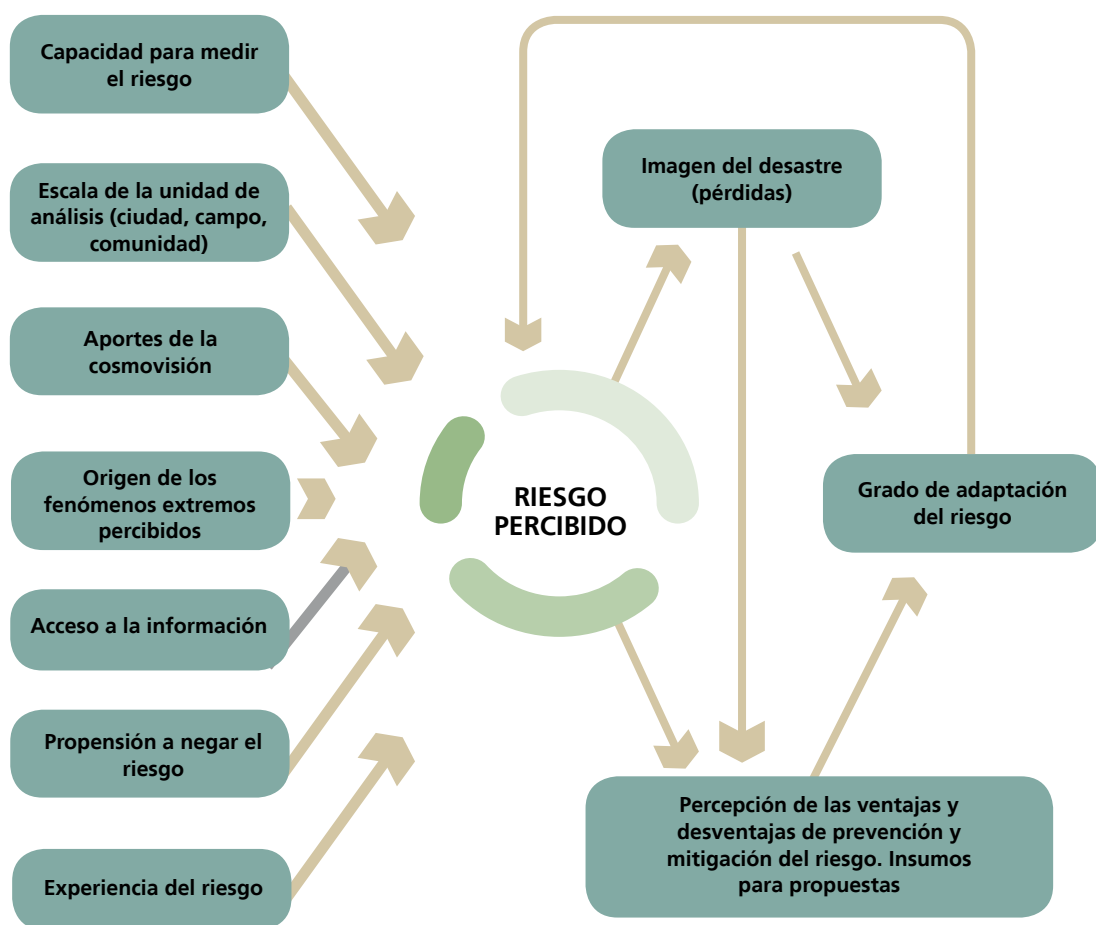 Capacidad para medir
el riesgo
Escala de la unidad de
análisis (ciudad, campo,
comunidad)
Aportes de la
cosmovisión
Origen de los
fenómenos extremos
percibidos
Acceso a la información
Propensión a negar el
riesgo
Experiencia del riesgo
RIESGO
PERCIBIDO
Imagen del desastre
(pérdidas)
Grado de adaptación
del riesgo
Percepción de las ventajas y
desventajas de prevención y
mitigación del riesgo. Insumos
para propuestas